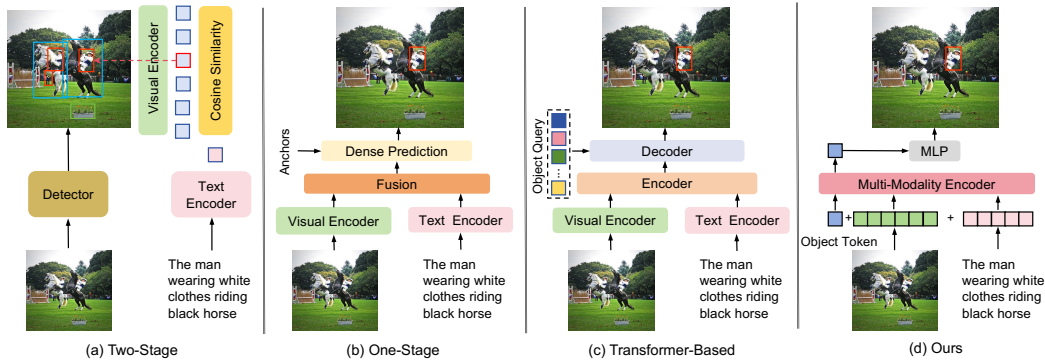 Visual Encoder
Cosine Similarity
Detector
Text
Encoder
The man
wearing white
clothes riding
black horse
(a) Two-Stage
Anchors
Dense Prediction
Fusion
Visual Encoder
Text Encoder
The man
wearing white
clothes riding
black horse
(b) One-Stage
Object Query
...
Decoder
Encoder
Visual Encoder
Text Encoder
The man
wearing white
clothes riding
black horse
(c) Transformer-Based
MLP
Multi-Modality Encoder
+ +
Object Token
The man
wearing white
clothes riding
black horse
(d) Ours